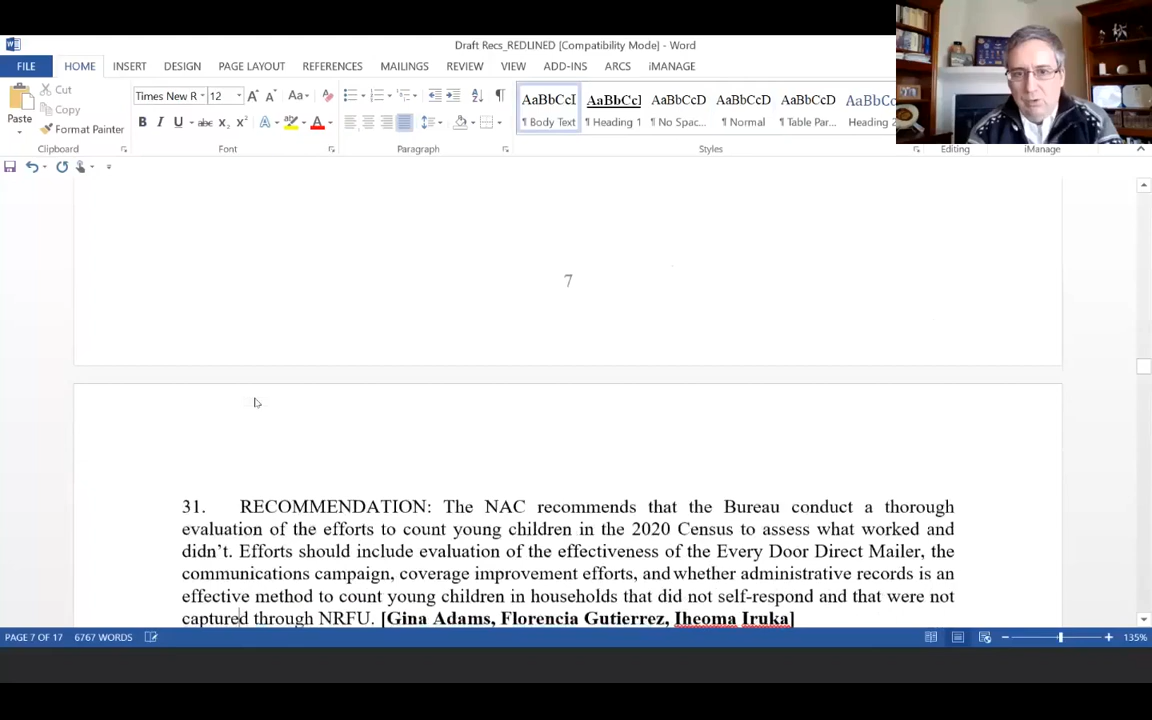 Draft Recs_REDLINED [Compatibility Mode] - Word
FILE HOME INSERT DESIGN PAGE LAYOUT REFERENCES MAILINGS REVIEW VIEW ADD-INS ARCS iMANAGE
Paste
Cut
Copy
Format Painter
Times New R 12
Aa
B I U abc X₂ X²
AaBbCcI AaBbCcI AaBbCcD AaBbCcD AaBbCcD AaBbCc
¶ Body Text ¶ Heading 1 ¶ No Spac... ¶ Normal ¶ Table Par... Heading 2
Clipboard Font Paragraph Styles Editing iManage
7
31. RECOMMENDATION: The NAC recommends that the Bureau conduct a thorough
evaluation of the efforts to count young children in the 2020 Census to assess what worked and
didn’t. Efforts should include evaluation of the effectiveness of the Every Door Direct Mailer, the
communications campaign, coverage improvement efforts, and whether administrative records is an
effective method to count young children in households that did not self-respond and that were not
captured through NRFU. [Gina Adams, Florencia Gutierrez, Iheoma Iruka]
PAGE 7 OF 17 6767 WORDS 135%